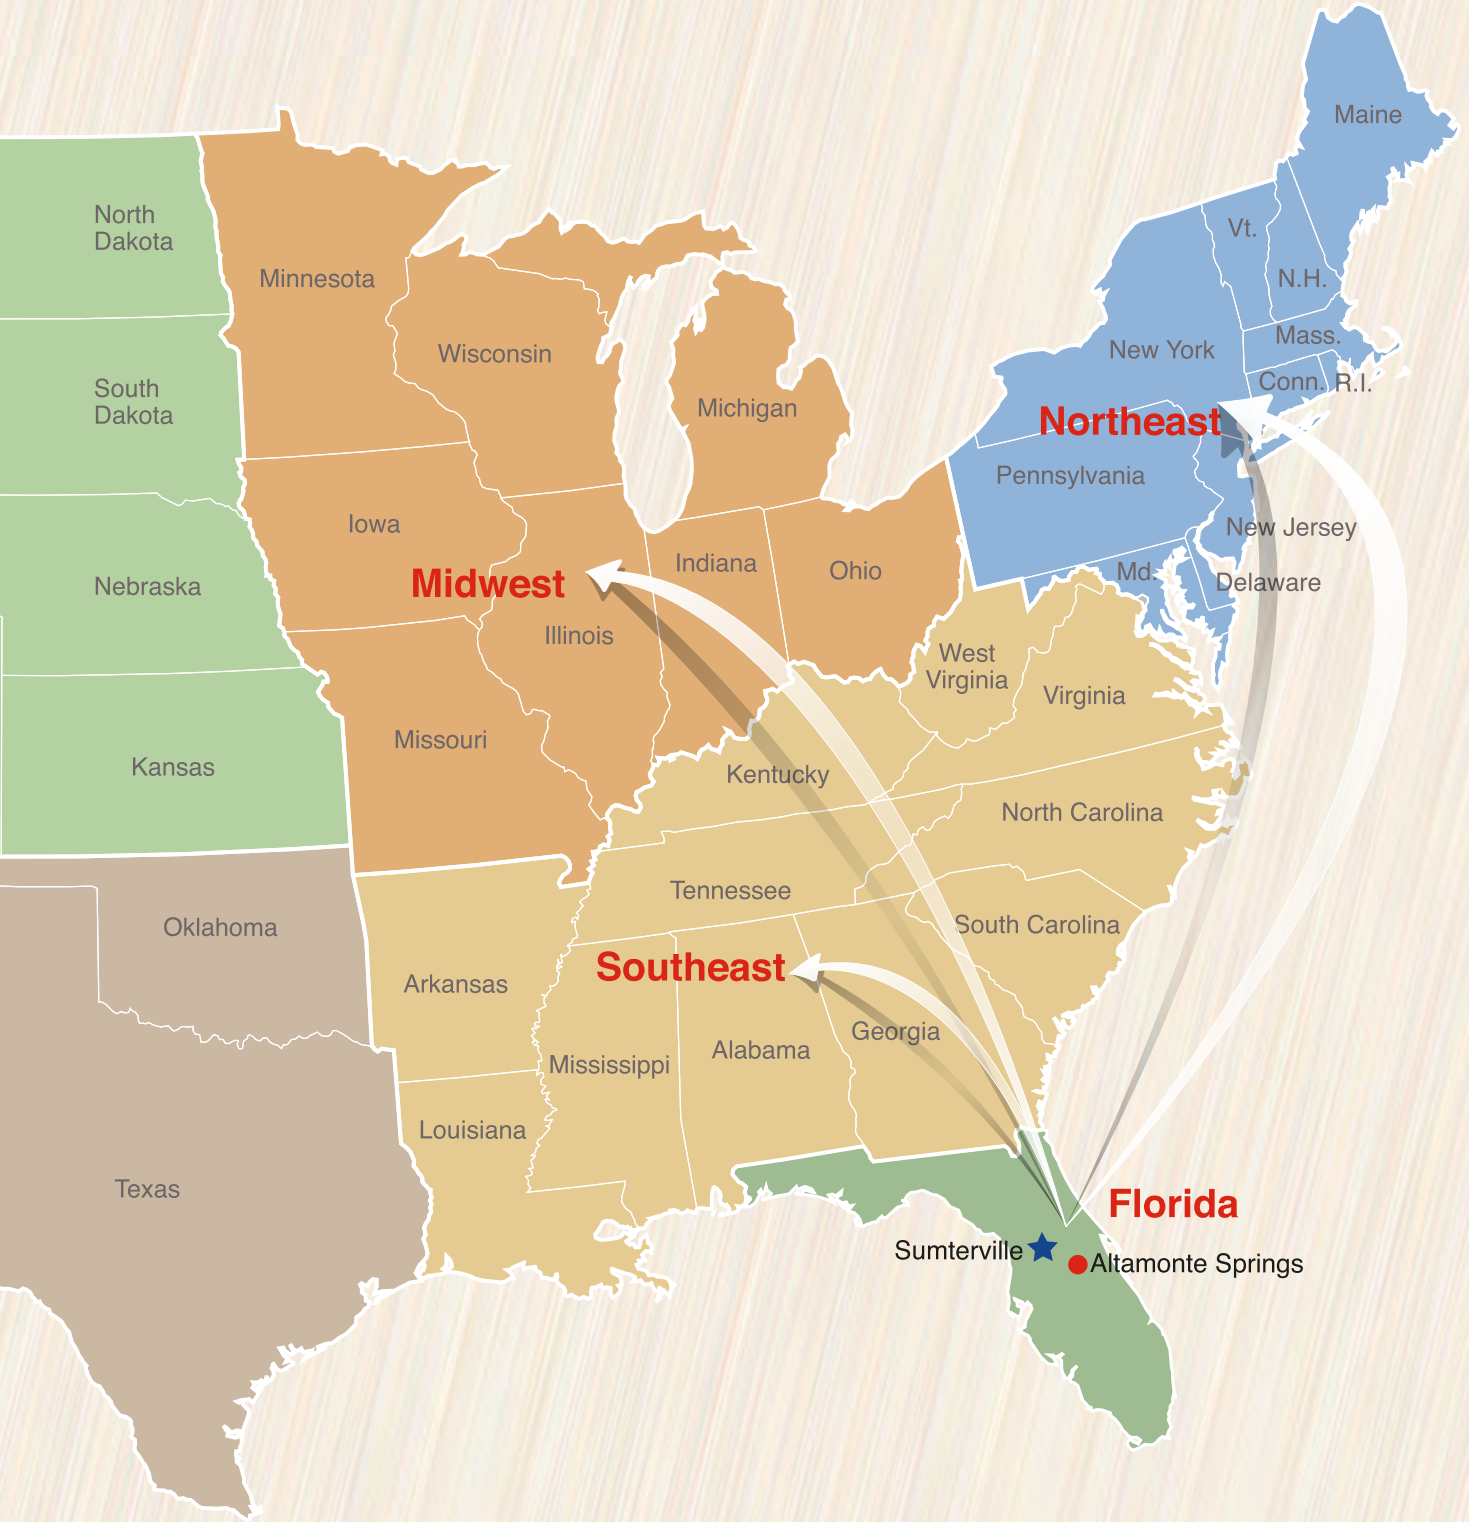 Maine
North
Dakota
Minnesota
Vt.
N.H.
Wisconsin
New York
Mass.
South
Dakota
Michigan
Conn.
R.I.
Northeast
Pennsylvania
Iowa
New Jersey
Nebraska
Midwest
Indiana
Ohio
Md.
Delaware
Illinois
West
Virginia
Virginia
Missouri
Kansas
Kentucky
North Carolina
Tennessee
Oklahoma
South Carolina
Southeast
Arkansas
Georgia
Mississippi
Alabama
Louisiana
Texas
Florida
Sumterville
Altamonte Springs